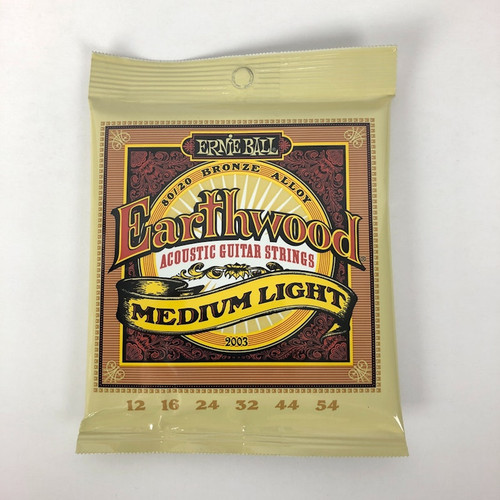 ERNIE BALL
80/20 BRONZE ALLOY
Earthwood
ACOUSTIC GUITAR STRINGS
MEDIUM LIGHT
2003
12 16 24 32 44 54